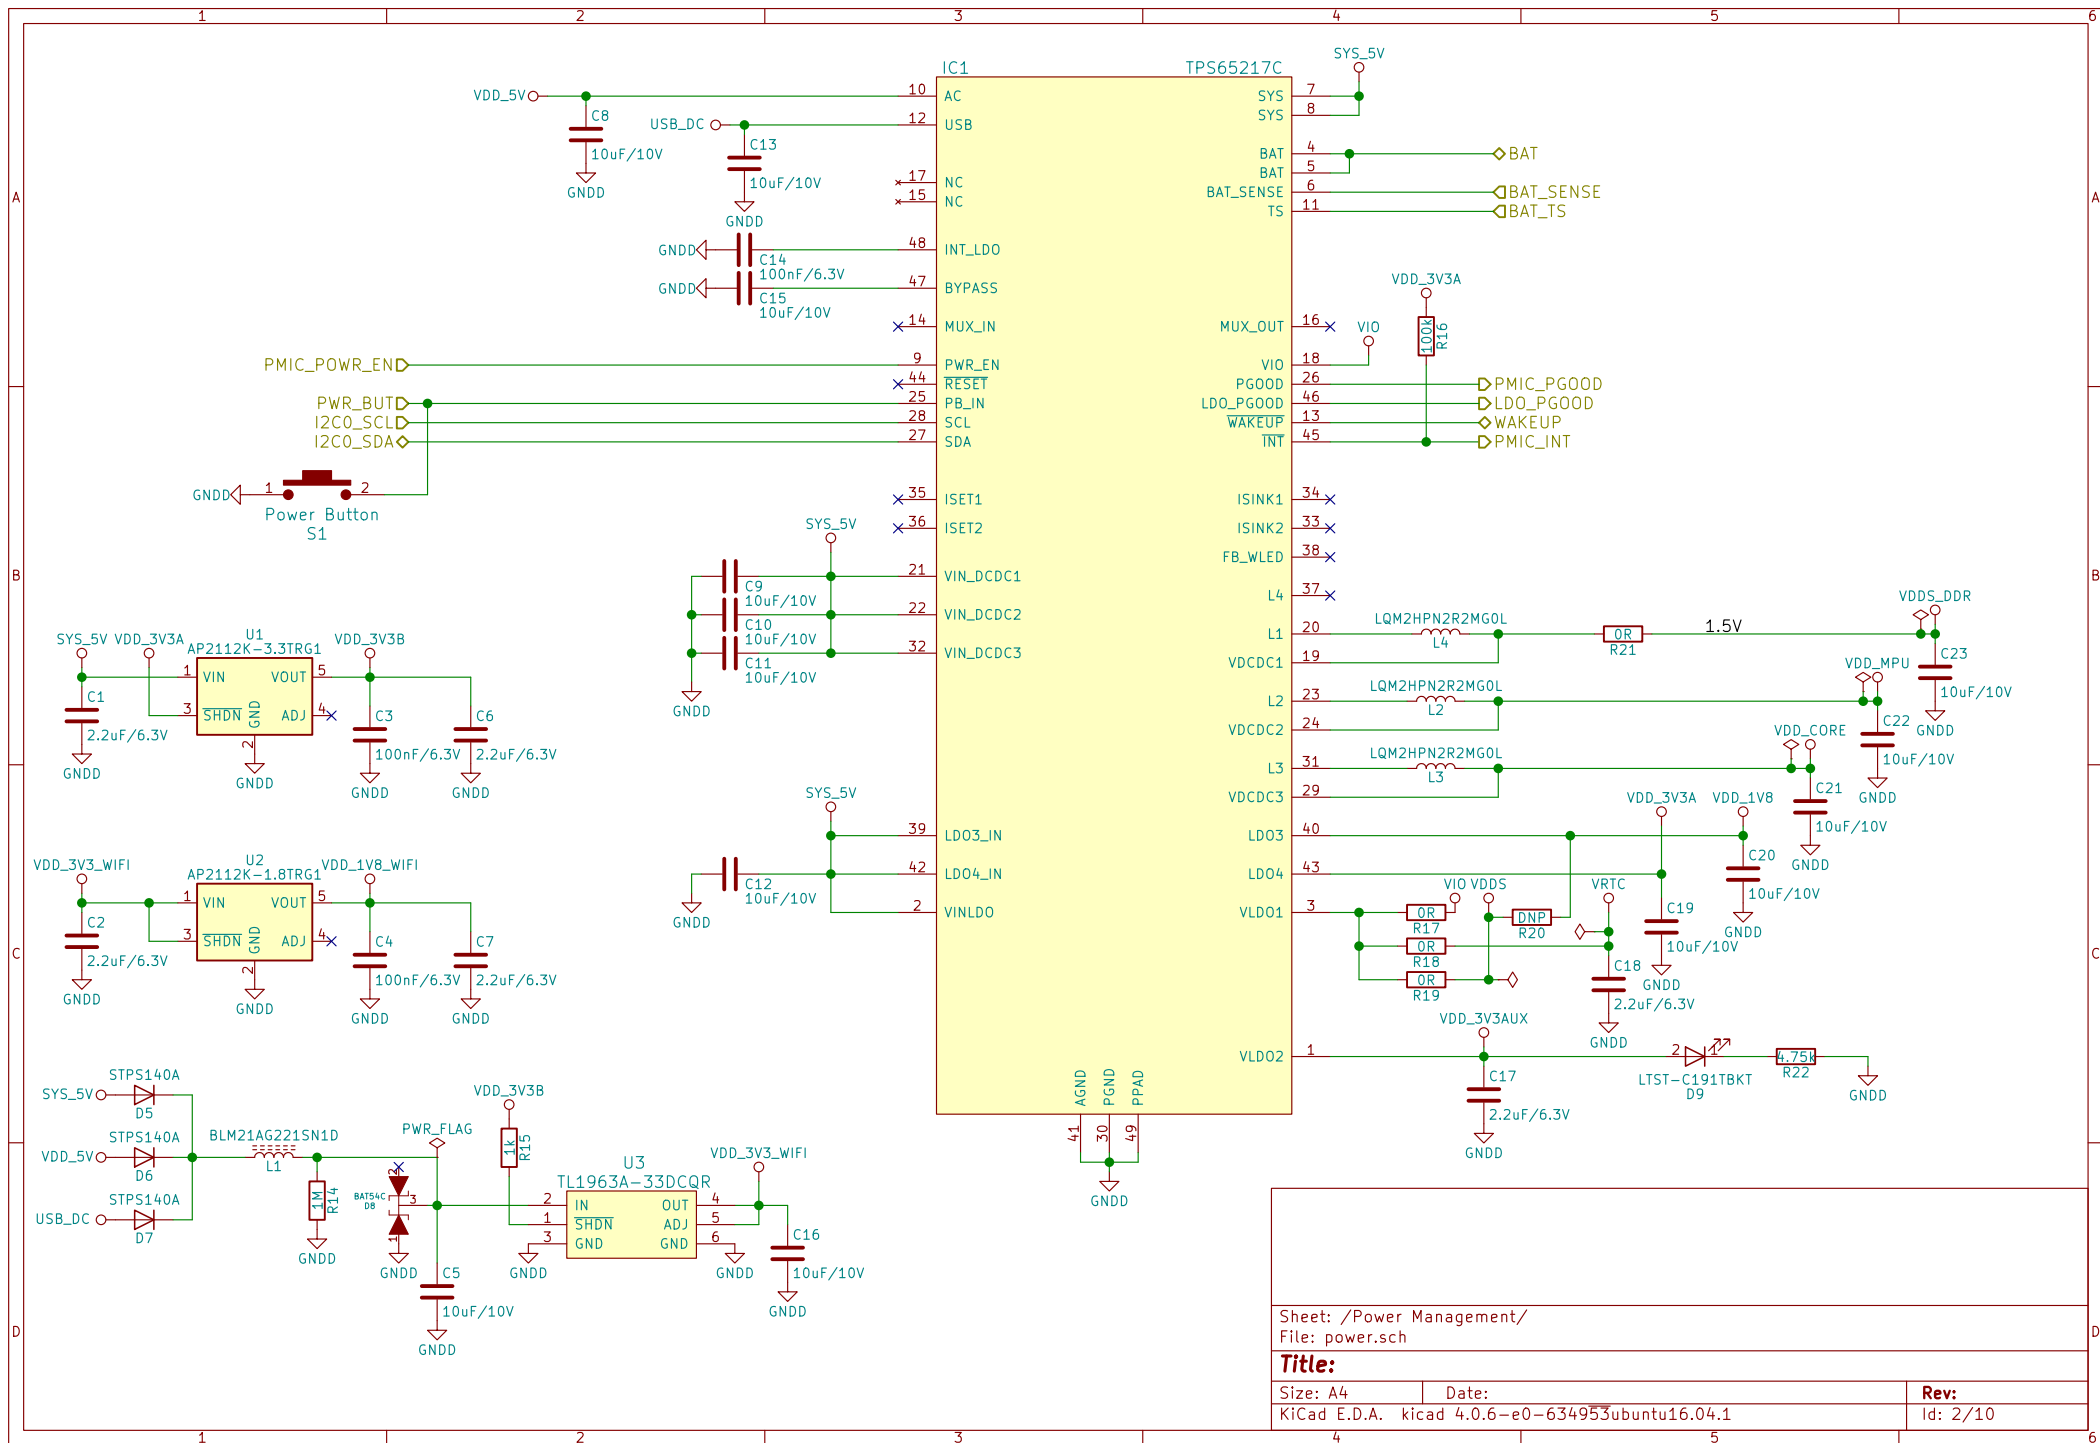 1 2 3 4 5 6
A
B
C
D
A
B
C
D
1 2 3 4 5 6
IC1 TPS65217C
VDD_5V
C8
10uF/10V
GNDD
USB_DC
C13
10uF/10V
GNDD
10 AC
12 USB
17 NC
15 NC
GNDD
C14
100nF/6.3V
48 INT_LDO
GNDD
C15
10uF/10V
47 BYPASS
14 MUX_IN
PMIC_POWR_EN 9 PWR_EN
44 RESET
PWR_BUT 25 PB_IN
I2C0_SCL 28 SCL
I2C0_SDA 27 SDA
GNDD 1 2
Power Button
S1
35 ISET1
36 ISET2
SYS_5V
21 VIN_DCDC1
C9
10uF/10V
22 VIN_DCDC2
C10
10uF/10V
32 VIN_DCDC3
C11
10uF/10V
GNDD
SYS_5V
39 LDO3_IN
42 LDO4_IN
C12
10uF/10V
GNDD
2 VINLDO
AGND PGND PPAD
41 30 49
GNDD
SYS_5V
SYS 7
SYS 8
BAT 4 BAT
BAT 5
BAT_SENSE 6 BAT_SENSE
TS 11 BAT_TS
VDD_3V3A
100k R16
MUX_OUT 16
VIO
VIO 18
PGOOD 26 PMIC_PGOOD
LDO_PGOOD 46 LDO_PGOOD
WAKEUP 13 WAKEUP
INT 45 PMIC_INT
ISINK1 34
ISINK2 33
FB_WLED 38
L4 37
L1 20
LQM2HPN2R2MG0L
L4
0R
R21
1.5V
VDDS_DDR
C23
10uF/10V
GNDD
VDCDC1 19
L2 23
LQM2HPN2R2MG0L
L2
VDD_MPU
C22
10uF/10V
GNDD
VDCDC2 24
L3 31
LQM2HPN2R2MG0L
L3
VDD_CORE
C21
10uF/10V
GNDD
VDCDC3 29
VDD_3V3A VDD_1V8
LDO3 40
C20
10uF/10V
GNDD
LDO4 43
C19
10uF/10V
GNDD
VIO VDDS VRTC
VLDO1 3
0R
R17
DNP
R20
0R
R18
0R
R19
C18
2.2uF/6.3V
GNDD
VDD_3V3AUX
VLDO2 1
C17
2.2uF/6.3V
GNDD
2 1
LTST-C191TBKT
D9
4.75k
R22
GNDD
SYS_5V VDD_3V3A
U1
AP2112K-3.3TRG1
VDD_3V3B
1 VIN VOUT 5
3 SHDN GND ADJ 4
2
C1
2.2uF/6.3V
GNDD
GNDD
C3
100nF/6.3V
GNDD
C6
2.2uF/6.3V
GNDD
VDD_3V3_WIFI
U2
AP2112K-1.8TRG1
VDD_1V8_WIFI
1 VIN VOUT 5
3 SHDN GND ADJ 4
2
C2
2.2uF/6.3V
GNDD
GNDD
C4
100nF/6.3V
GNDD
C7
2.2uF/6.3V
GNDD
STPS140A
SYS_5V
D5
STPS140A
VDD_5V
D6
STPS140A
USB_DC
D7
BLM21AG221SN1D
L1
1M R14
GNDD
PWR_FLAG
BAT54C
D8
2
3
1
GNDD
C5
10uF/10V
GNDD
VDD_3V3B
1k R15
U3
TL1963A-33DCQR
2 IN OUT 4
1 SHDN ADJ 5
3 GND GND 6
GNDD
GNDD
VDD_3V3_WIFI
C16
10uF/10V
GNDD
Sheet: /Power Management/
File: power.sch
Title:
Size: A4 Date: Rev:
KiCad E.D.A. kicad 4.0.6-e0-634953ubuntu16.04.1 Id: 2/10